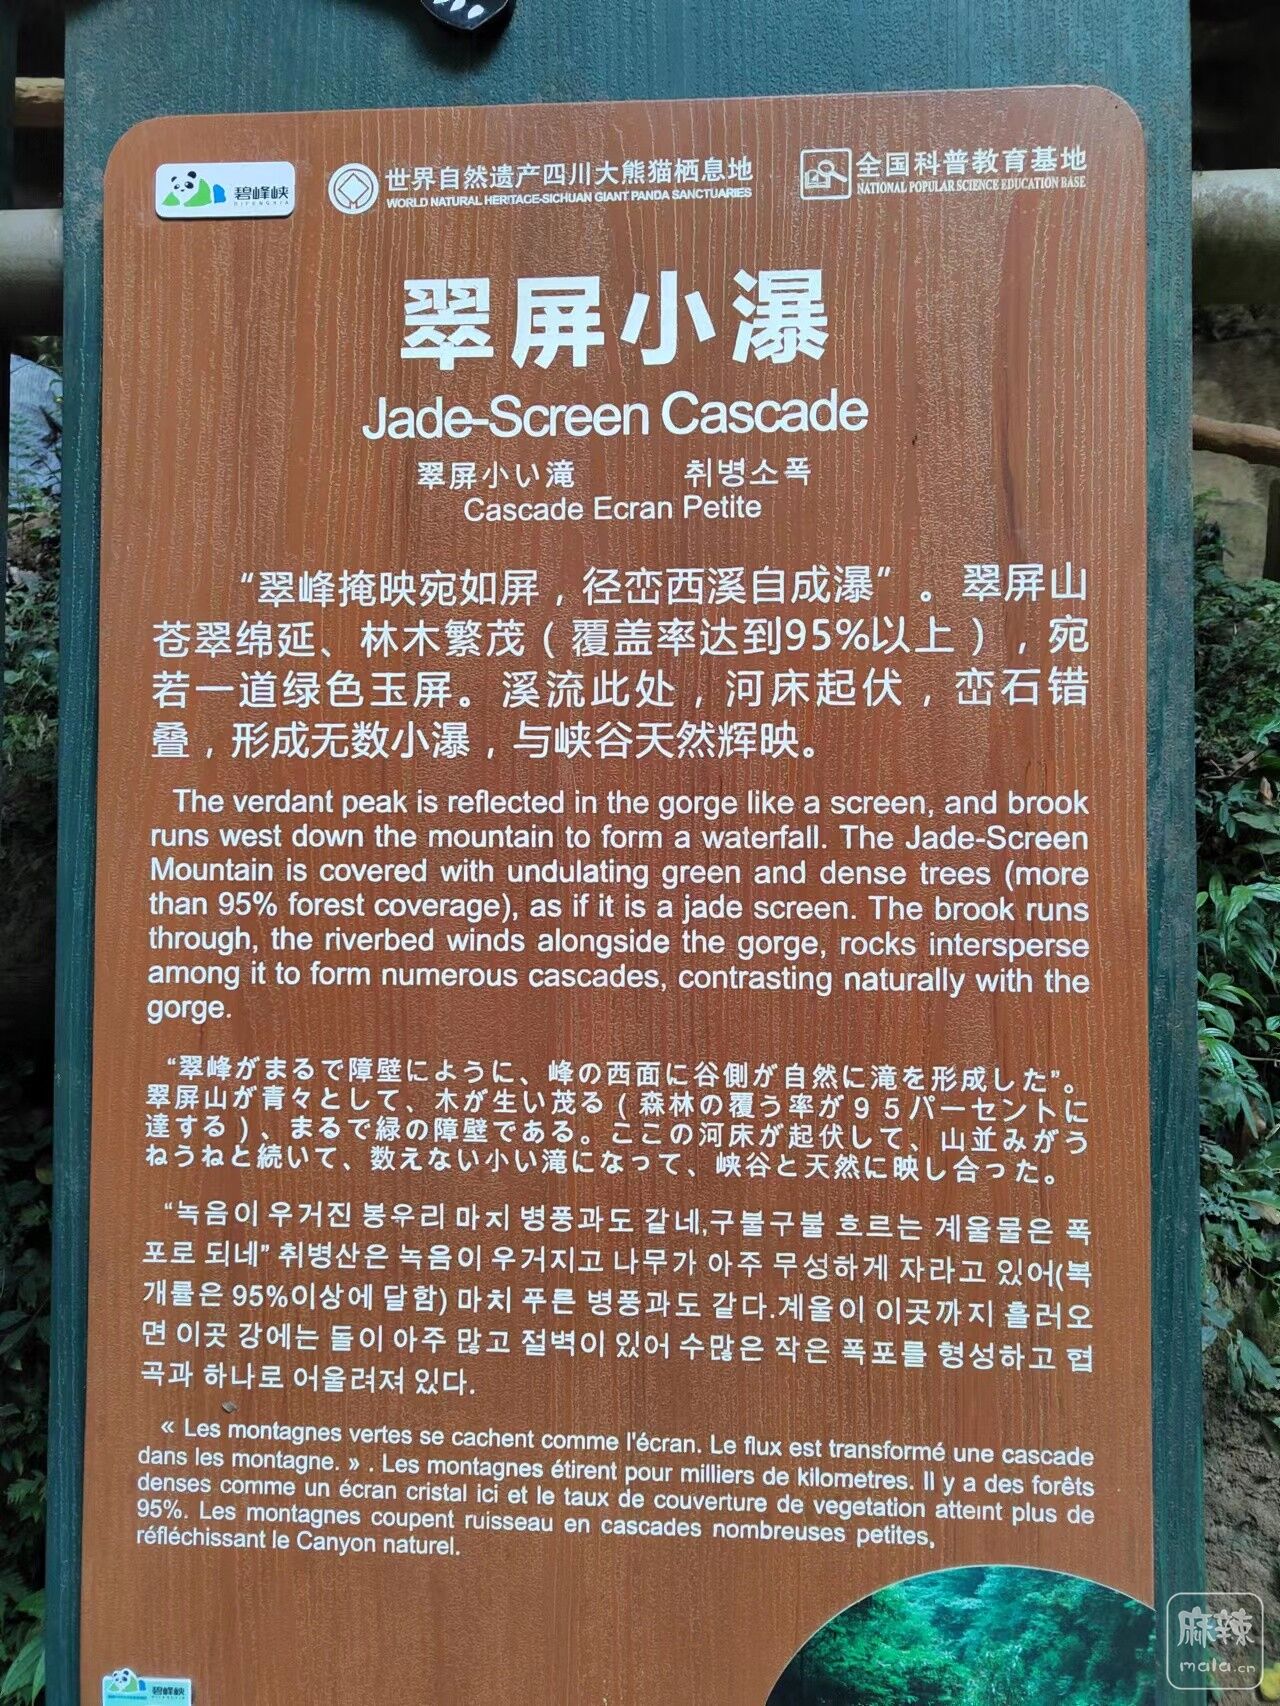 碧峰峡
BIFENGXIA
世界自然遗产四川大熊猫栖息地
WORLD NATURAL HERITAGE-SICHUAN GIANT PANDA SANCTUARIES
全国科普教育基地
NATIONAL POPULAR SCIENCE EDUCATION BASE
翠屏小瀑
Jade-Screen Cascade
翠屏小い滝 취병소폭
Cascade Ecran Petite
“翠峰掩映宛如屏，径峦西溪自成瀑”。翠屏山
苍翠绵延、林木繁茂（覆盖率达到95%以上），宛
若一道绿色玉屏。溪流此处，河床起伏，峦石错
叠，形成无数小瀑，与峡谷天然辉映。
The verdant peak is reflected in the gorge like a screen, and brook
runs west down the mountain to form a waterfall. The Jade-Screen
Mountain is covered with undulating green and dense trees (more
than 95% forest coverage), as if it is a jade screen. The brook runs
through, the riverbed winds alongside the gorge, rocks intersperse
among it to form numerous cascades, contrasting naturally with the
gorge.
“翠峰がまるで障壁にように、峰の西面に谷側が自然に滝を形成した”。
翠屏山が青々として、木が生い茂る（森林の覆う率が９５パーセントに
達する）、まるで緑の障壁である。ここの河床が起伏して、山並みがう
ねうねと続いて、数えない小い滝になって、峡谷と天然に映し合った。
“녹음이 우거진 봉우리 마치 병풍과도 같네,구불구불 흐르는 계울물은 폭
포로 되네” 취병산은 녹음이 우거지고 나무가 아주 무성하게 자라고 있어(복
개률은 95%이상에 달함) 마치 푸른 병풍과도 같다.계울이 이곳까지 흘러오
면 이곳 강에는 돌이 아주 많고 절벽이 있어 수많은 작은 폭포를 형성하고 협
곡과 하나로 어울려져 있다.
« Les montagnes vertes se cachent comme l'écran. Le flux est transformé une cascade
dans les montagne. » . Les montagnes étirent pour milliers de kilometres. Il y a des forêts
denses comme un écran cristal ici et le taux de couverture de vegetation atteint plus de
95%. Les montagnes coupent ruisseau en cascades nombreuses petites,
réfléchissant le Canyon naturel.
碧峰峡
麻辣
mala.cn